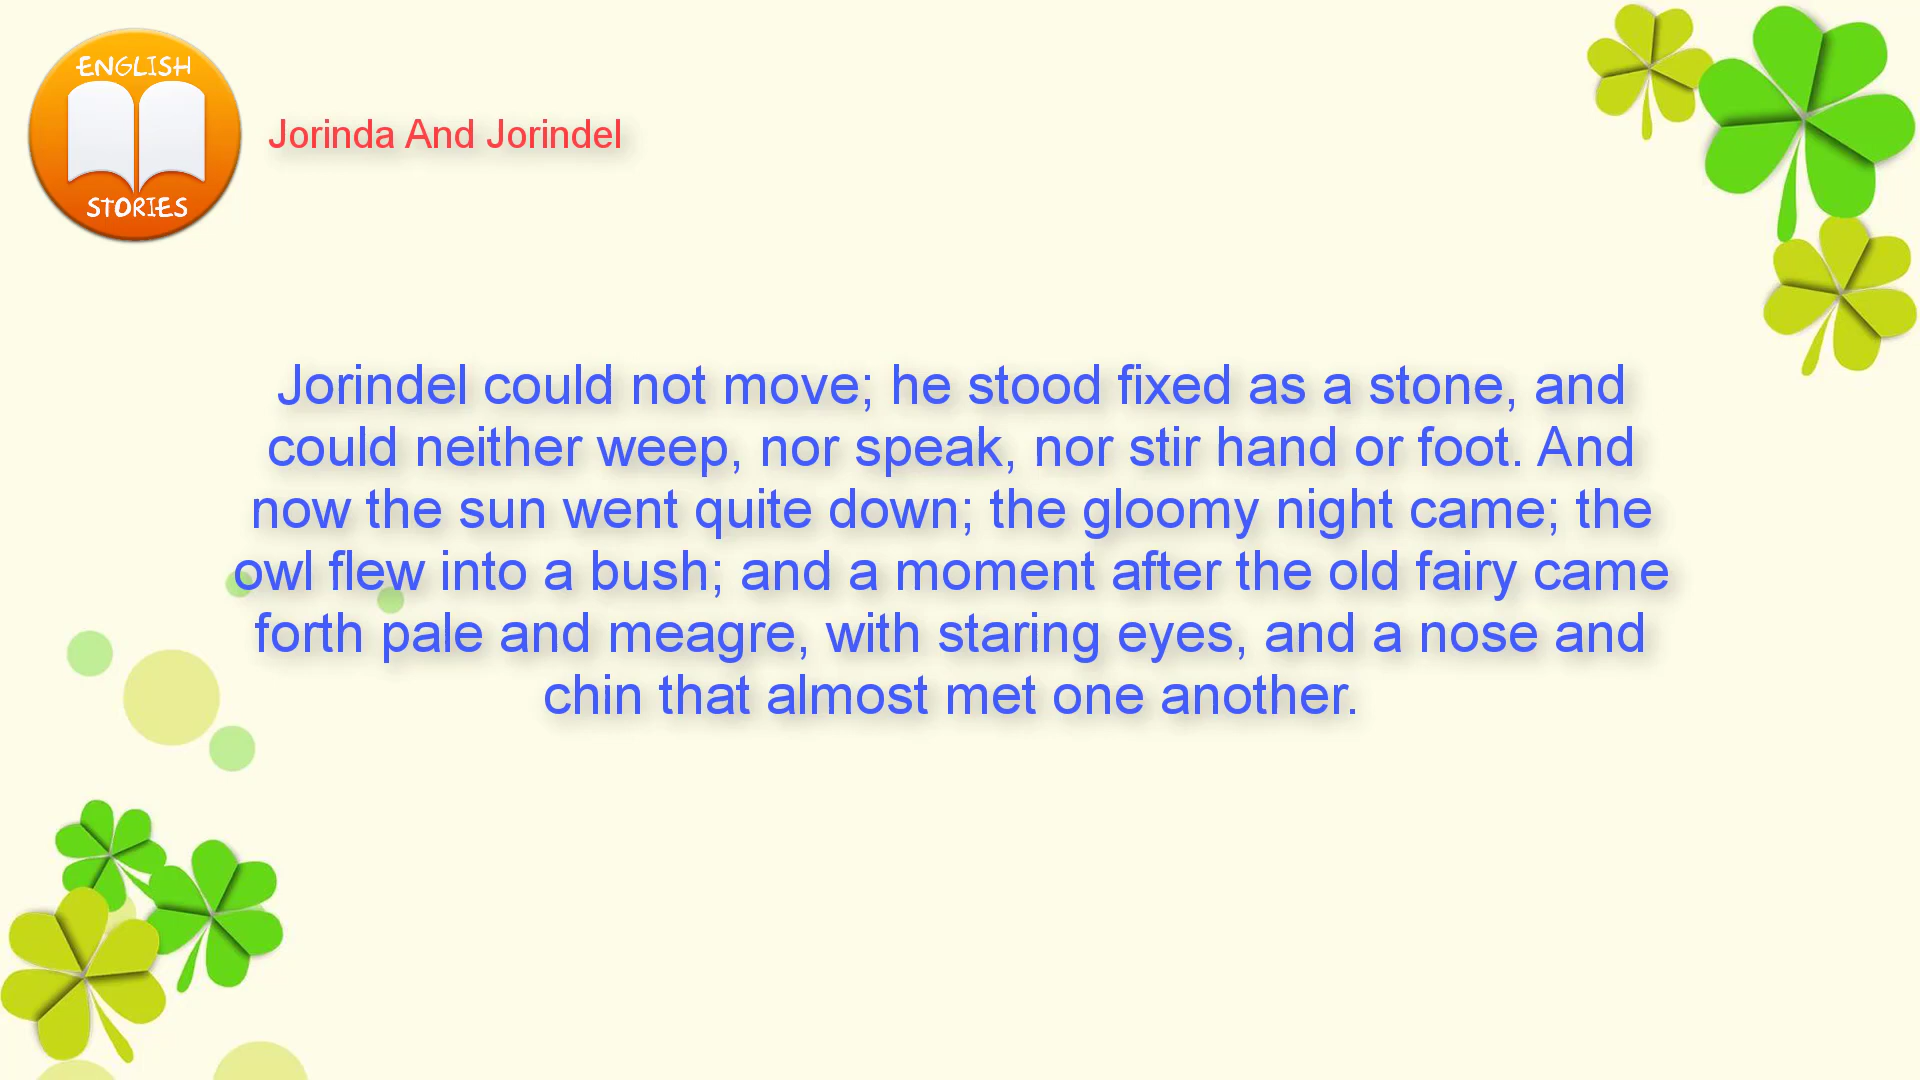 ENGLISH
STORIES
Jorinda And Jorindel
Jorindel could not move; he stood fixed as a stone, and
could neither weep, nor speak, nor stir hand or foot. And
now the sun went quite down; the gloomy night came; the
owl flew into a bush; and a moment after the old fairy came
forth pale and meagre, with staring eyes, and a nose and
chin that almost met one another.